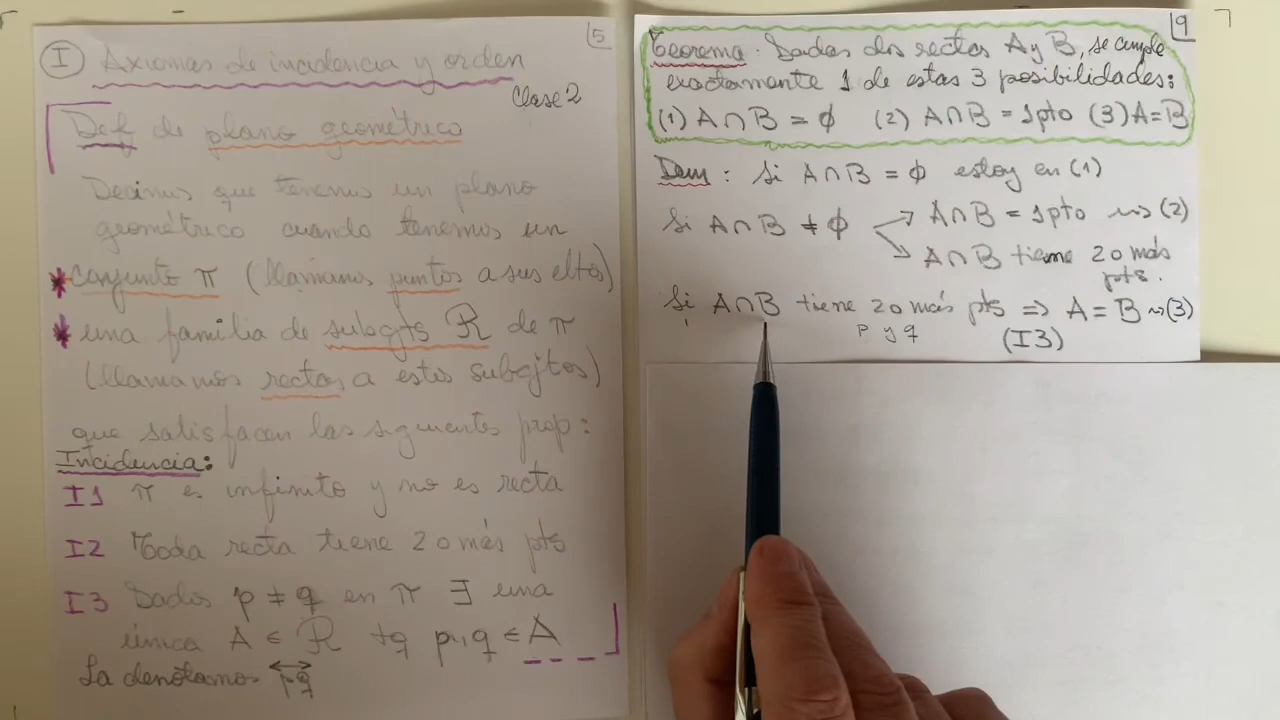 5
I Axiomas de incidencia y orden
Clase 2
Def de plano geométrico
Decimos que tenemos un plano
geométrico cuando tenemos un
* conjunto π (llamamos puntos a sus eltos)
* una familia de subcjts R de π
(llamamos rectas a estos subcjtos)
que satisfacen las siguientes prop:
Incidencia:
I1 π es infinito y no es recta
I2 Toda recta tiene 2 o más pts
I3 Dados p ≠ q en π ∃ una
única A ∈ R tq p, q ∈ A
La denotamos p͍q
9
Teorema. Dadas dos rectas A y B, se cumple
exactamente 1 de estas 3 posibilidades:
(1) A ∩ B = ϕ (2) A ∩ B = 1pto (3) A = B
Dem: Si A ∩ B = ϕ estoy en (1)
Si A ∩ B ≠ ϕ ↗ A ∩ B = 1pto ⇝ (2)
↘ A ∩ B tiene 2 o más
pts.
Si A ∩ B tiene 2 o más pts ⇒ A = B ⇝ (3)
p y q (I3)